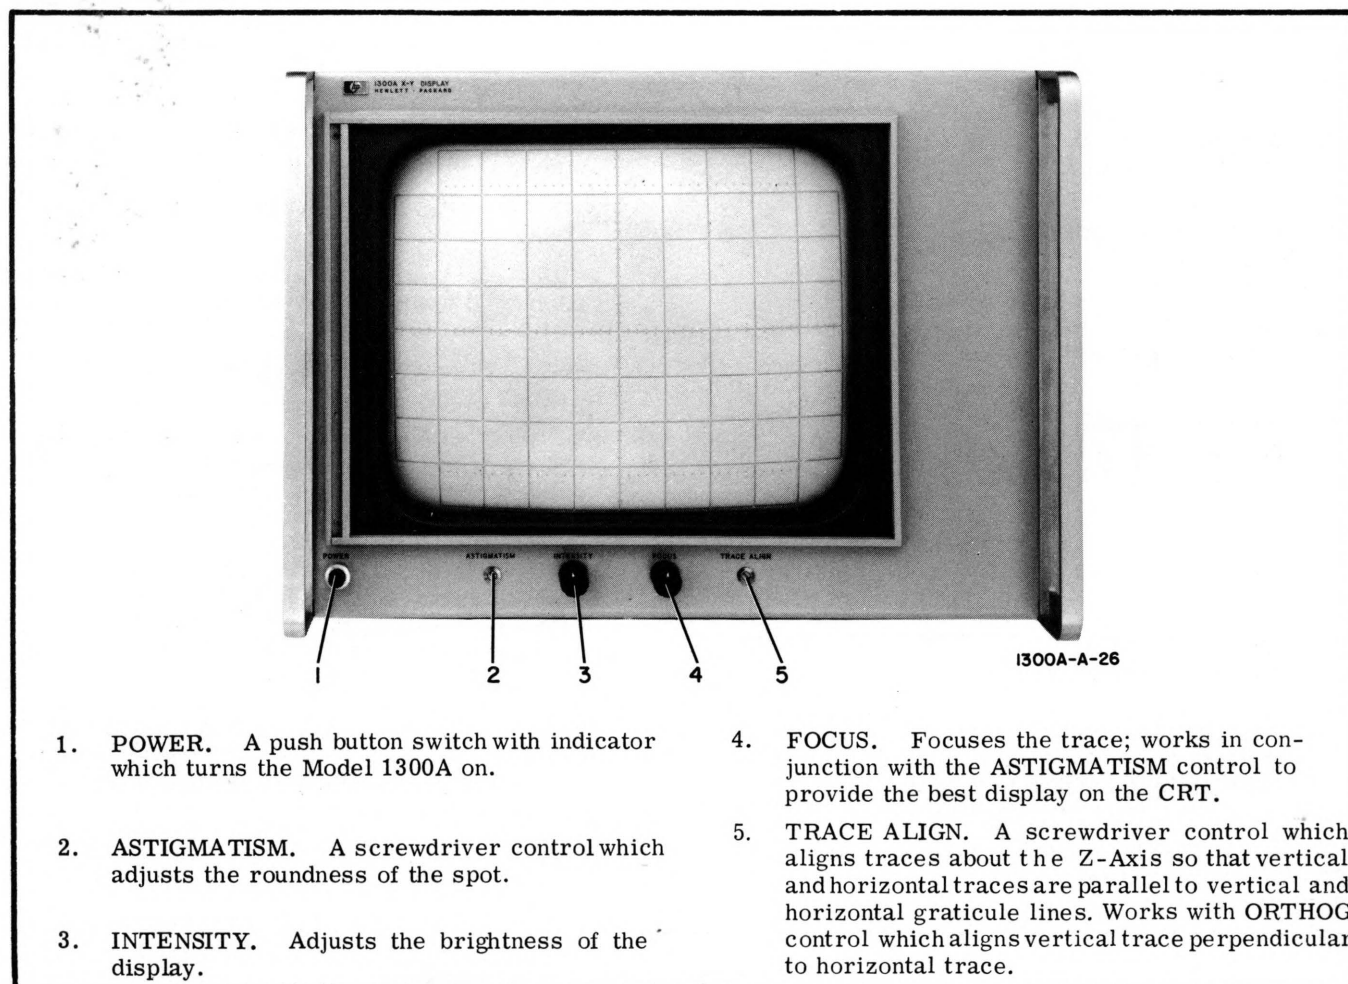 hp
1300A X-Y DISPLAY
HEWLETT · PACKARD
POWER
ASTIGMATISM
INTENSITY
FOCUS
TRACE ALIGN
1
2
3
4
5
1300A-A-26
1. POWER. A push button switch with indicator
which turns the Model 1300A on.
2. ASTIGMATISM. A screwdriver control which
adjusts the roundness of the spot.
3. INTENSITY. Adjusts the brightness of the
display.
4. FOCUS. Focuses the trace; works in con-
junction with the ASTIGMATISM control to
provide the best display on the CRT.
5. TRACE ALIGN. A screwdriver control which
aligns traces about the Z-Axis so that vertical
and horizontal traces are parallel to vertical and
horizontal graticule lines. Works with ORTHOG
control which aligns vertical trace perpendicular
to horizontal trace.